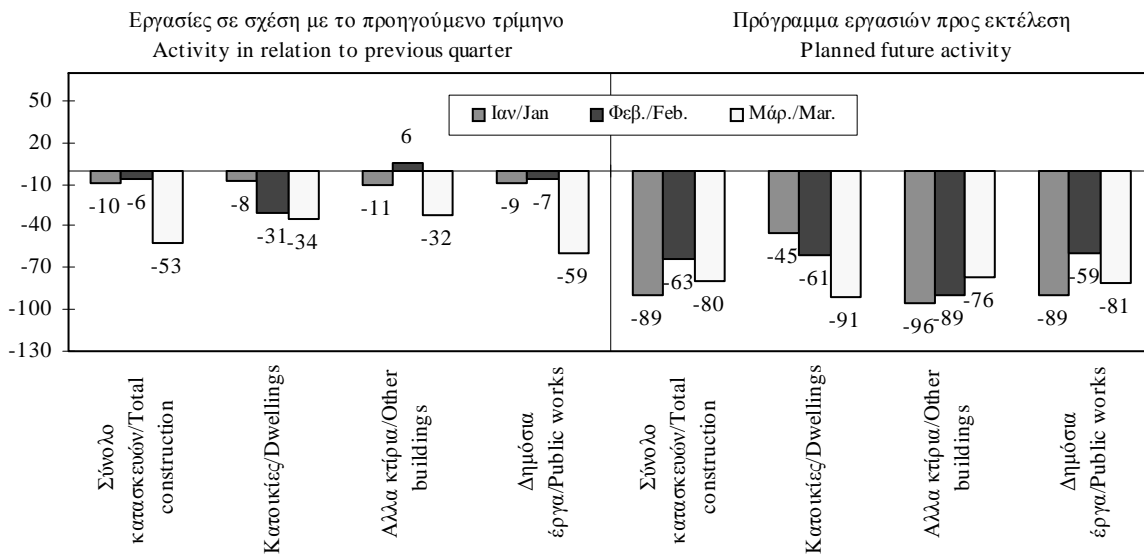 Εργασίες σε σχέση με το προηγούμενο τρίμηνο
Activity in relation to previous quarter
Πρόγραμμα εργασιών προς εκτέλεση
Planned future activity
50
20
-10
-40
-70
-100
-130
Ιαν/Jan
Φεβ./Feb.
Μάρ./Mar.
-10
-6
-53
-8
-31
-34
-11
6
-32
-9
-7
-59
-89
-63
-80
-45
-61
-91
-96
-89
-76
-89
-59
-81
Σύνολο
κατασκευών/Total
construction
Κατοικίες/Dwellings
Αλλα κτίρια/Other
buildings
Δημόσια
έργα/Public works
Σύνολο
κατασκευών/Total
construction
Κατοικίες/Dwellings
Αλλα κτίρια/Other
buildings
Δημόσια
έργα/Public works